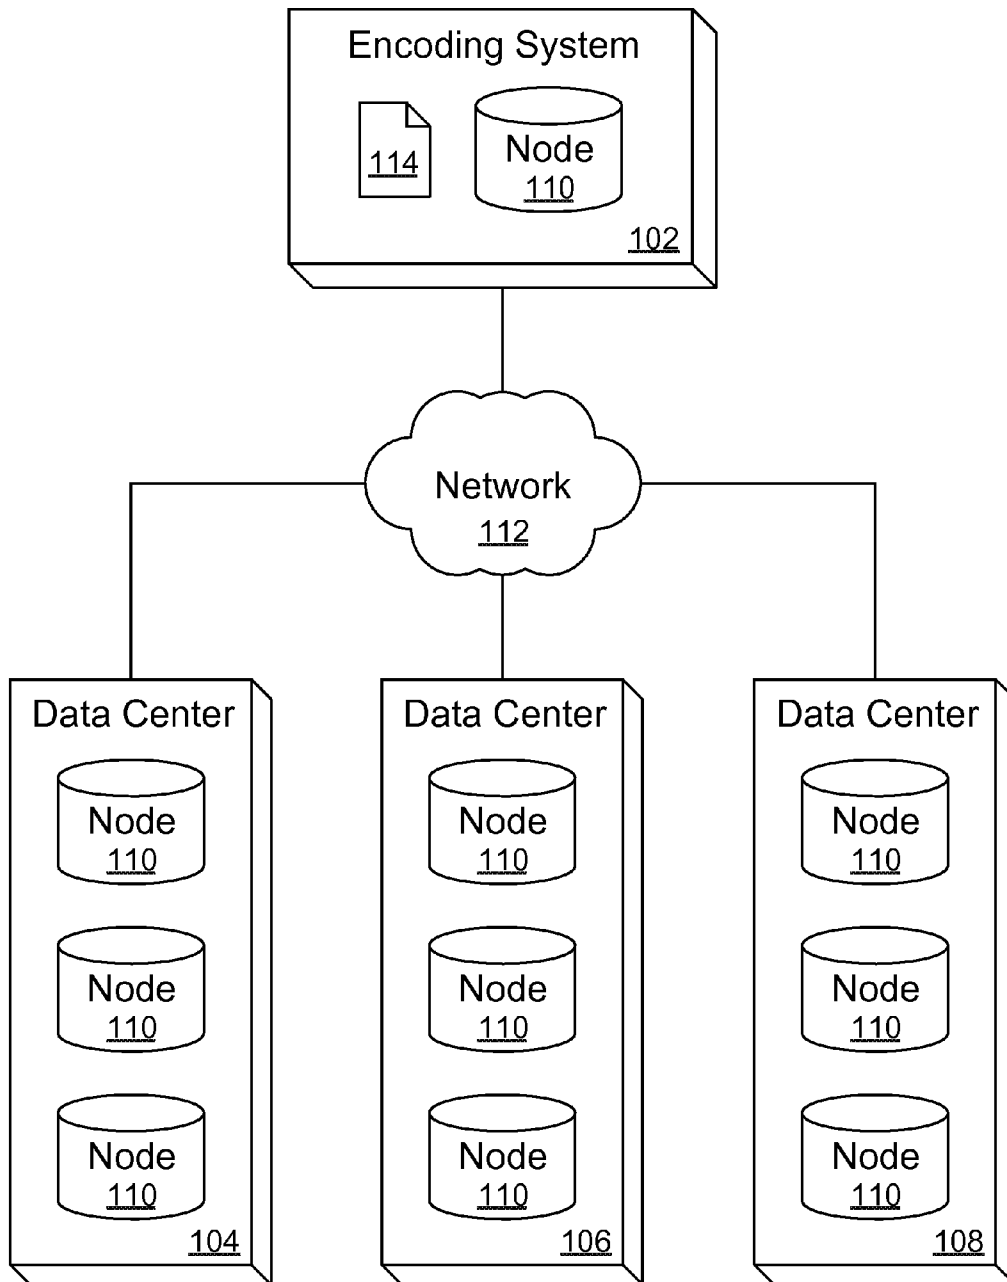 Encoding System
114
Node
110
102
Network
112
Data Center
Node
110
Node
110
Node
110
104
Data Center
Node
110
Node
110
Node
110
106
Data Center
Node
110
Node
110
Node
110
108